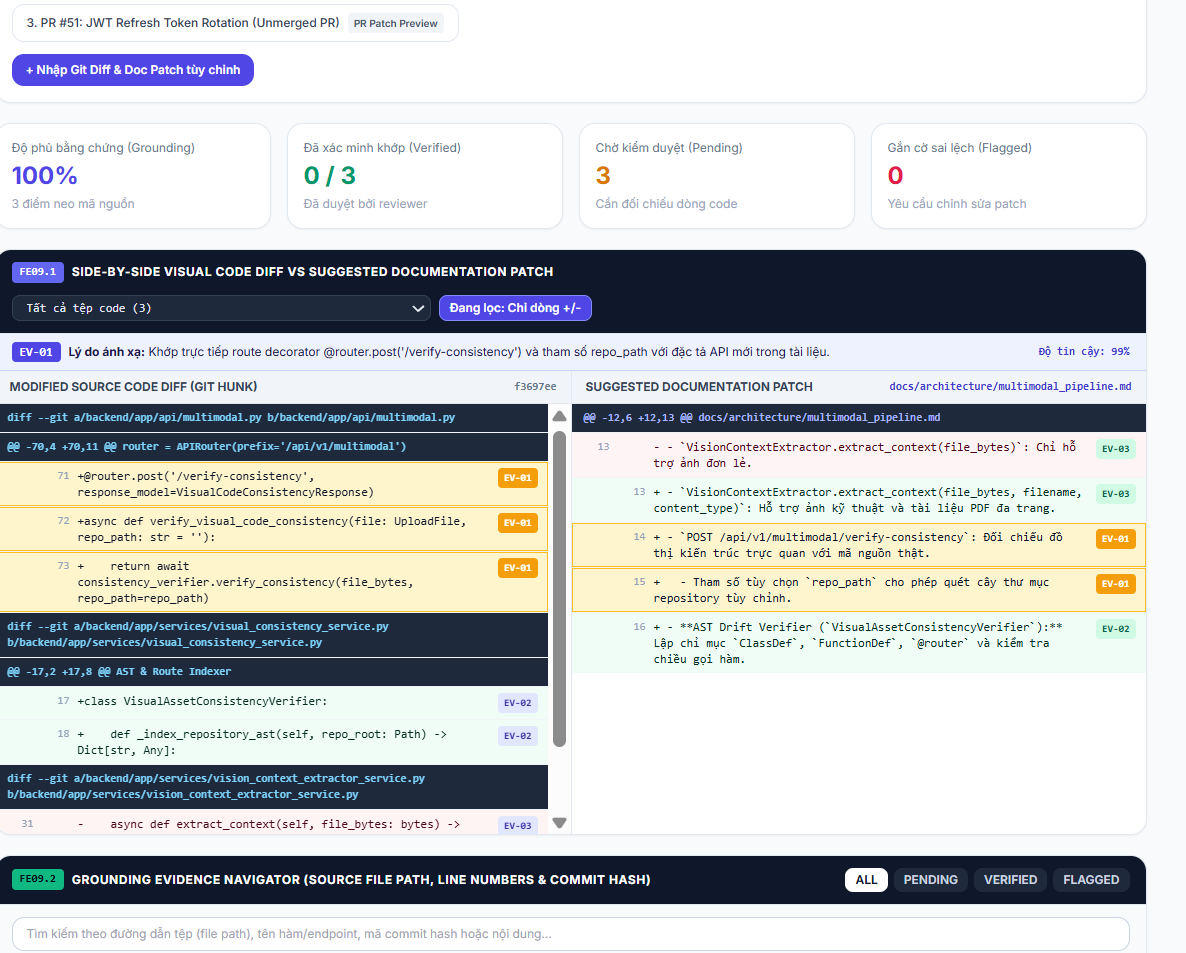 3. PR #51: JWT Refresh Token Rotation (Unmerged PR) PR Patch Preview
+ Nhập Git Diff & Doc Patch tùy chỉnh
Độ phủ bằng chứng (Grounding)
100%
3 điểm neo mã nguồn
Đã xác minh khớp (Verified)
0 / 3
Đã duyệt bởi reviewer
Chờ kiểm duyệt (Pending)
3
Cần đối chiếu dòng code
Gắn cờ sai lệch (Flagged)
0
Yêu cầu chỉnh sửa patch
FE09.1 SIDE-BY-SIDE VISUAL CODE DIFF VS SUGGESTED DOCUMENTATION PATCH
Tất cả tệp code (3) Đang lọc: Chỉ dòng +/-
EV-01 Lý do ánh xạ: Khớp trực tiếp route decorator @router.post('/verify-consistency') và tham số repo_path với đặc tả API mới trong tài liệu. Độ tin cậy: 99%
MODIFIED SOURCE CODE DIFF (GIT HUNK) f3697ee
diff --git a/backend/app/api/multimodal.py b/backend/app/api/multimodal.py
@@ -70,4 +70,11 @@ router = APIRouter(prefix='/api/v1/multimodal')
71 +@router.post('/verify-consistency', EV-01
response_model=VisualCodeConsistencyResponse)
72 +async def verify_visual_code_consistency(file: UploadFile, EV-01
repo_path: str = ''):
73 +    return await EV-01
consistency_verifier.verify_consistency(file_bytes,
repo_path=repo_path)
diff --git a/backend/app/services/visual_consistency_service.py
b/backend/app/services/visual_consistency_service.py
@@ -17,2 +17,8 @@ AST & Route Indexer
17 +class VisualAssetConsistencyVerifier: EV-02
18 +    def _index_repository_ast(self, repo_root: Path) -> EV-02
Dict[str, Any]:
diff --git a/backend/app/services/vision_context_extractor_service.py
b/backend/app/services/vision_context_extractor_service.py
31 -    async def extract_context(self, file_bytes: bytes) -> EV-03
SUGGESTED DOCUMENTATION PATCH docs/architecture/multimodal_pipeline.md
@@ -12,6 +12,13 @@ docs/architecture/multimodal_pipeline.md
13 - - `VisionContextExtractor.extract_context(file_bytes)`: Chỉ hỗ EV-03
trợ ảnh đơn lẻ.
13 + - `VisionContextExtractor.extract_context(file_bytes, filename, EV-03
content_type)`: Hỗ trợ ảnh kỹ thuật và tài liệu PDF đa trang.
14 + - `POST /api/v1/multimodal/verify-consistency`: Đối chiếu đồ EV-01
thị kiến trúc trực quan với mã nguồn thật.
15 +   - Tham số tùy chọn `repo_path` cho phép quét cây thư mục EV-01
repository tùy chỉnh.
16 + - **AST Drift Verifier (`VisualAssetConsistencyVerifier`):** EV-02
Lập chỉ mục `ClassDef`, `FunctionDef`, `@router` và kiểm tra
chiều gọi hàm.
FE09.2 GROUNDING EVIDENCE NAVIGATOR (SOURCE FILE PATH, LINE NUMBERS & COMMIT HASH) ALL PENDING VERIFIED FLAGGED
Tìm kiếm theo đường dẫn tệp (file path), tên hàm/endpoint, mã commit hash hoặc nội dung...